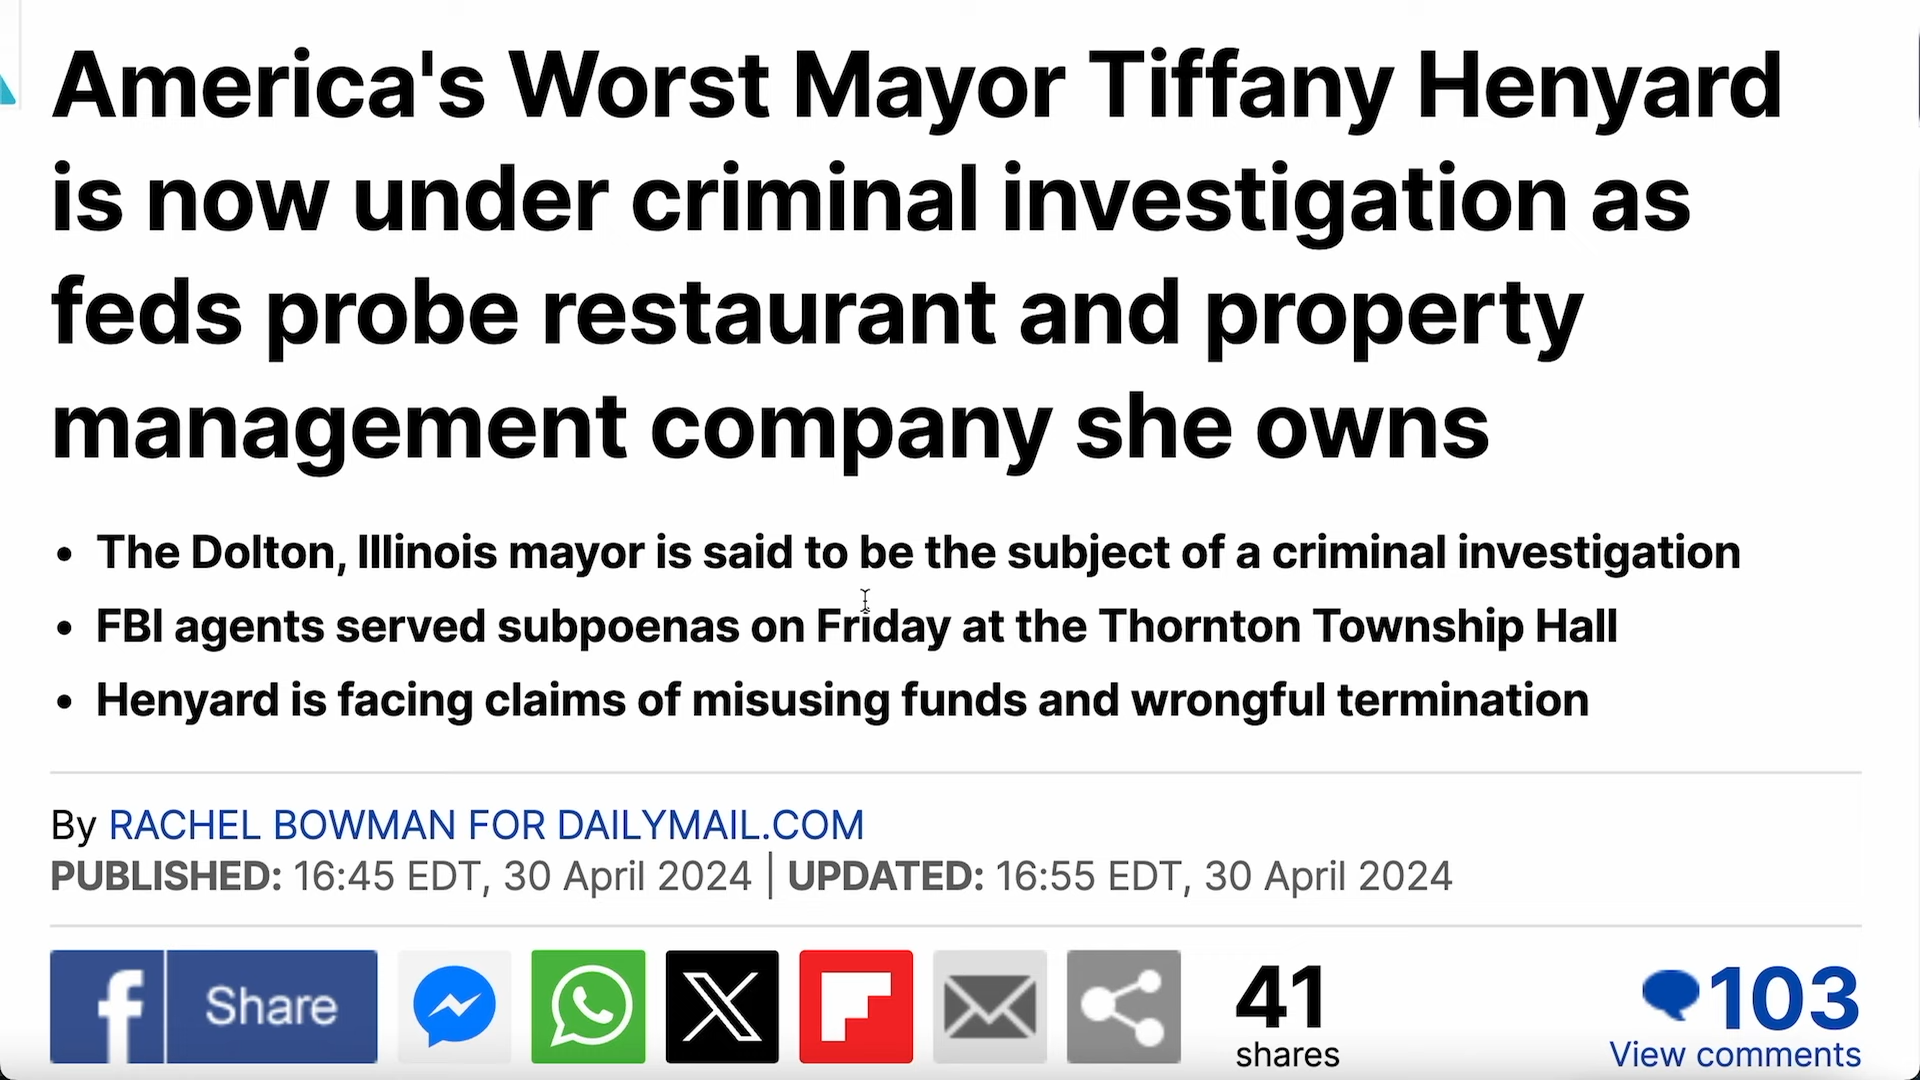 America's Worst Mayor Tiffany Henyard
is now under criminal investigation as
feds probe restaurant and property
management company she owns
• The Dolton, Illinois mayor is said to be the subject of a criminal investigation
• FBI agents served subpoenas on Friday at the Thornton Township Hall
• Henyard is facing claims of misusing funds and wrongful termination
By RACHEL BOWMAN FOR DAILYMAIL.COM
PUBLISHED: 16:45 EDT, 30 April 2024 | UPDATED: 16:55 EDT, 30 April 2024
f Share
41
shares
103
View comments